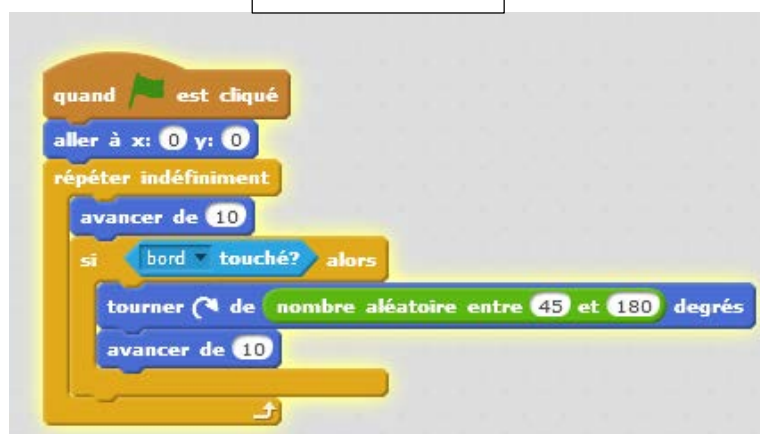 quand est cliqué
aller à x: 0 y: 0
répéter indéfiniment
avancer de 10
si bord touché? alors
tourner de nombre aléatoire entre 45 et 180 degrés
avancer de 10